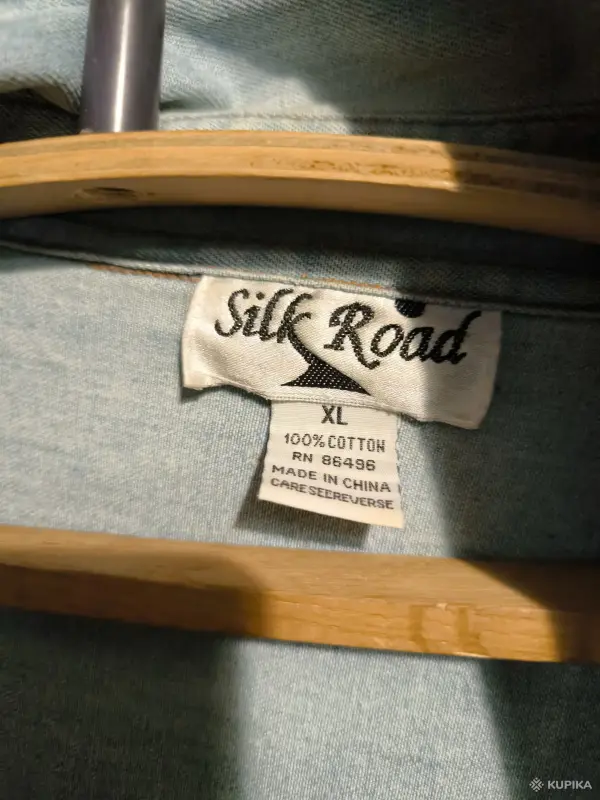 Silk Road
XL
100% COTTON
RN 86496
MADE IN CHINA
CARE SEE REVERSE
KUPIKA